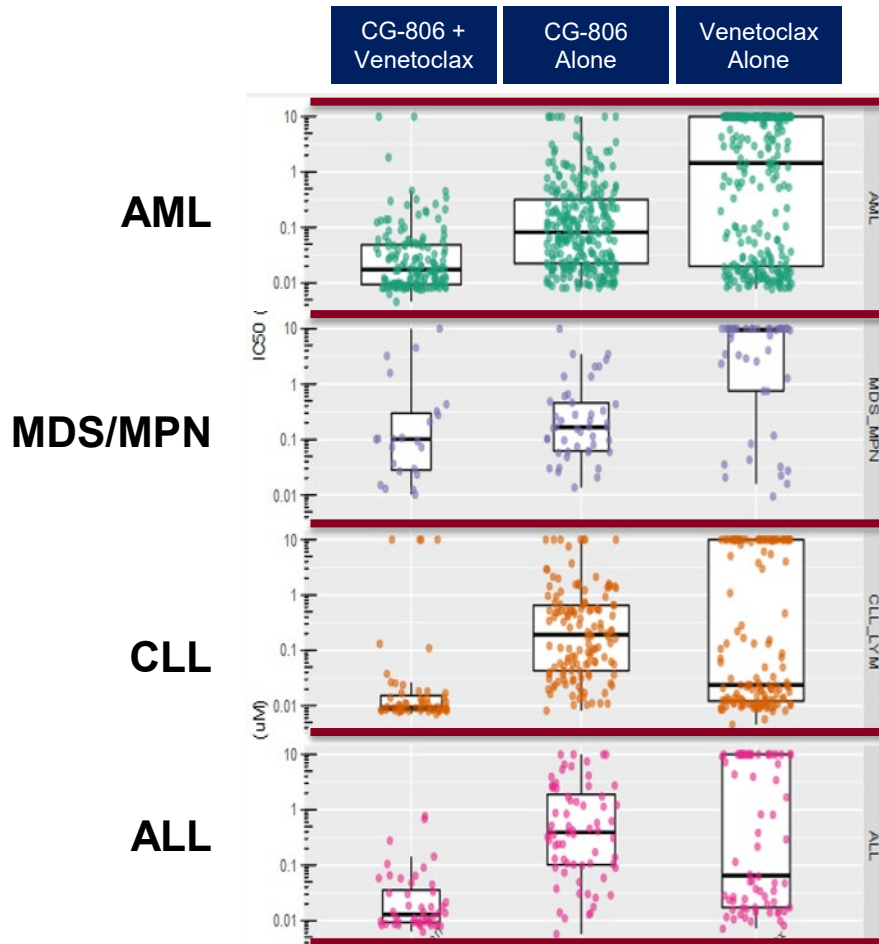 CG-806 +
Venetoclax
CG-806
Alone
Venetoclax
Alone
AML
10
1
0.1
0.01
AML
IC50 (
MDS/MPN
10
1
0.1
0.01
MDS_MPN
CLL
10
1
0.1
0.01
CLL_LYM
(uM)
ALL
10
1
0.1
0.01
ALL